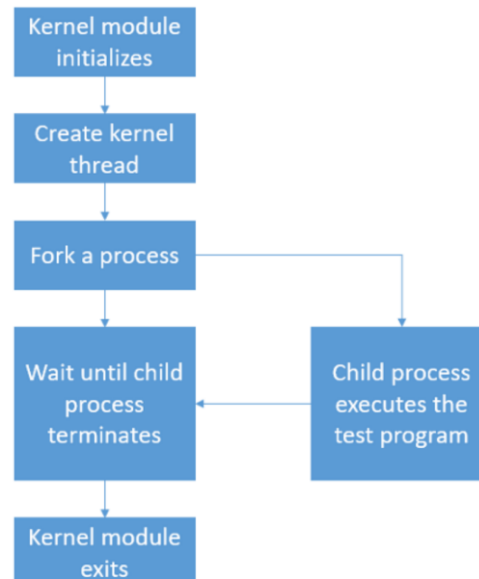 Kernel module
initializes
Create kernel
thread
Fork a process
Wait until child
process
terminates
Child process
executes the
test program
Kernel module
exits